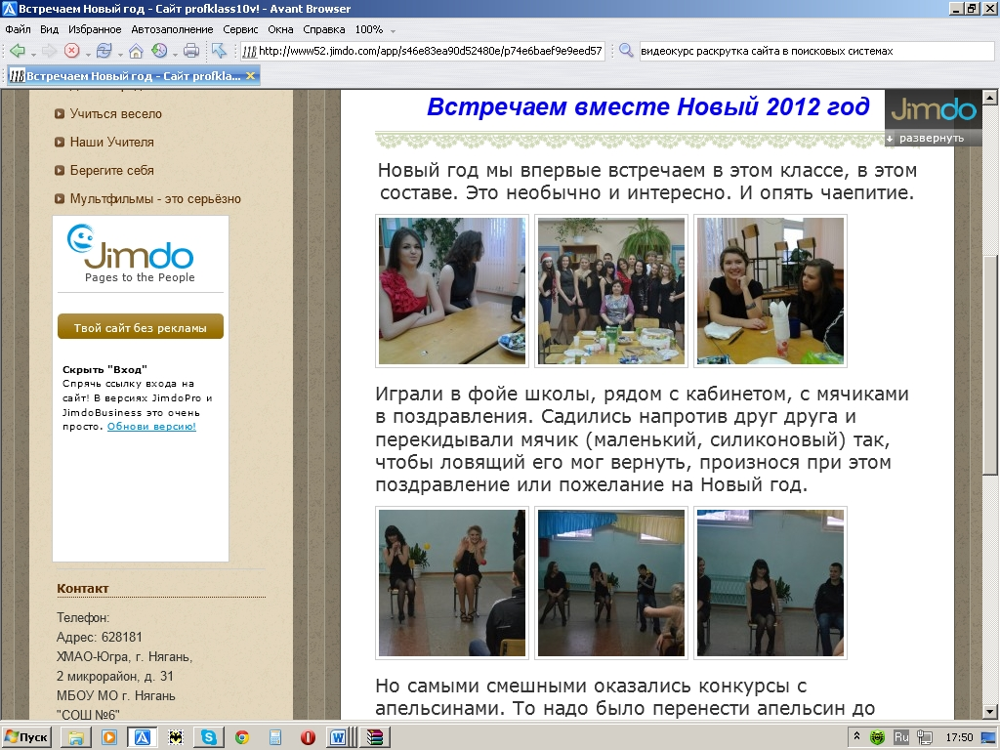 Встречаем Новый год - Сайт profklass10v! - Avant Browser
Файл Вид Избранное Автозаполнение Сервис Окна Справка 100%
http://www52.jimdo.com/app/s46e83ea90d52480e/p74e6baef9e9eed57
видеокурс раскрутка сайта в поисковых системах
Встречаем Новый год - Сайт profkla...
Учиться весело
Наши Учителя
Берегите себя
Мультфильмы - это серьёзно
Jimdo
Pages to the People
Твой сайт без рекламы
Скрыть "Вход"
Спрячь ссылку входа на
сайт! В версиях JimdoPro и
JimdoBusiness это очень
просто. Обнови версию!
Контакт
Телефон:
Адрес: 628181
ХМАО-Югра, г. Нягань,
2 микрорайон, д. 31
МБОУ МО г. Нягань
"СОШ №6"
Встречаем вместе Новый 2012 год
Jimdo
развернуть
Новый год мы впервые встречаем в этом классе, в этом
составе. Это необычно и интересно. И опять чаепитие.
Играли в фойе школы, рядом с кабинетом, с мячиками
в поздравления. Садились напротив друг друга и
перекидывали мячик (маленький, силиконовый) так,
чтобы ловящий его мог вернуть, произнося при этом
поздравление или пожелание на Новый год.
Но самыми смешными оказались конкурсы с
апельсинами. То надо было перенести апельсин до
Пуск
Ru
17:50